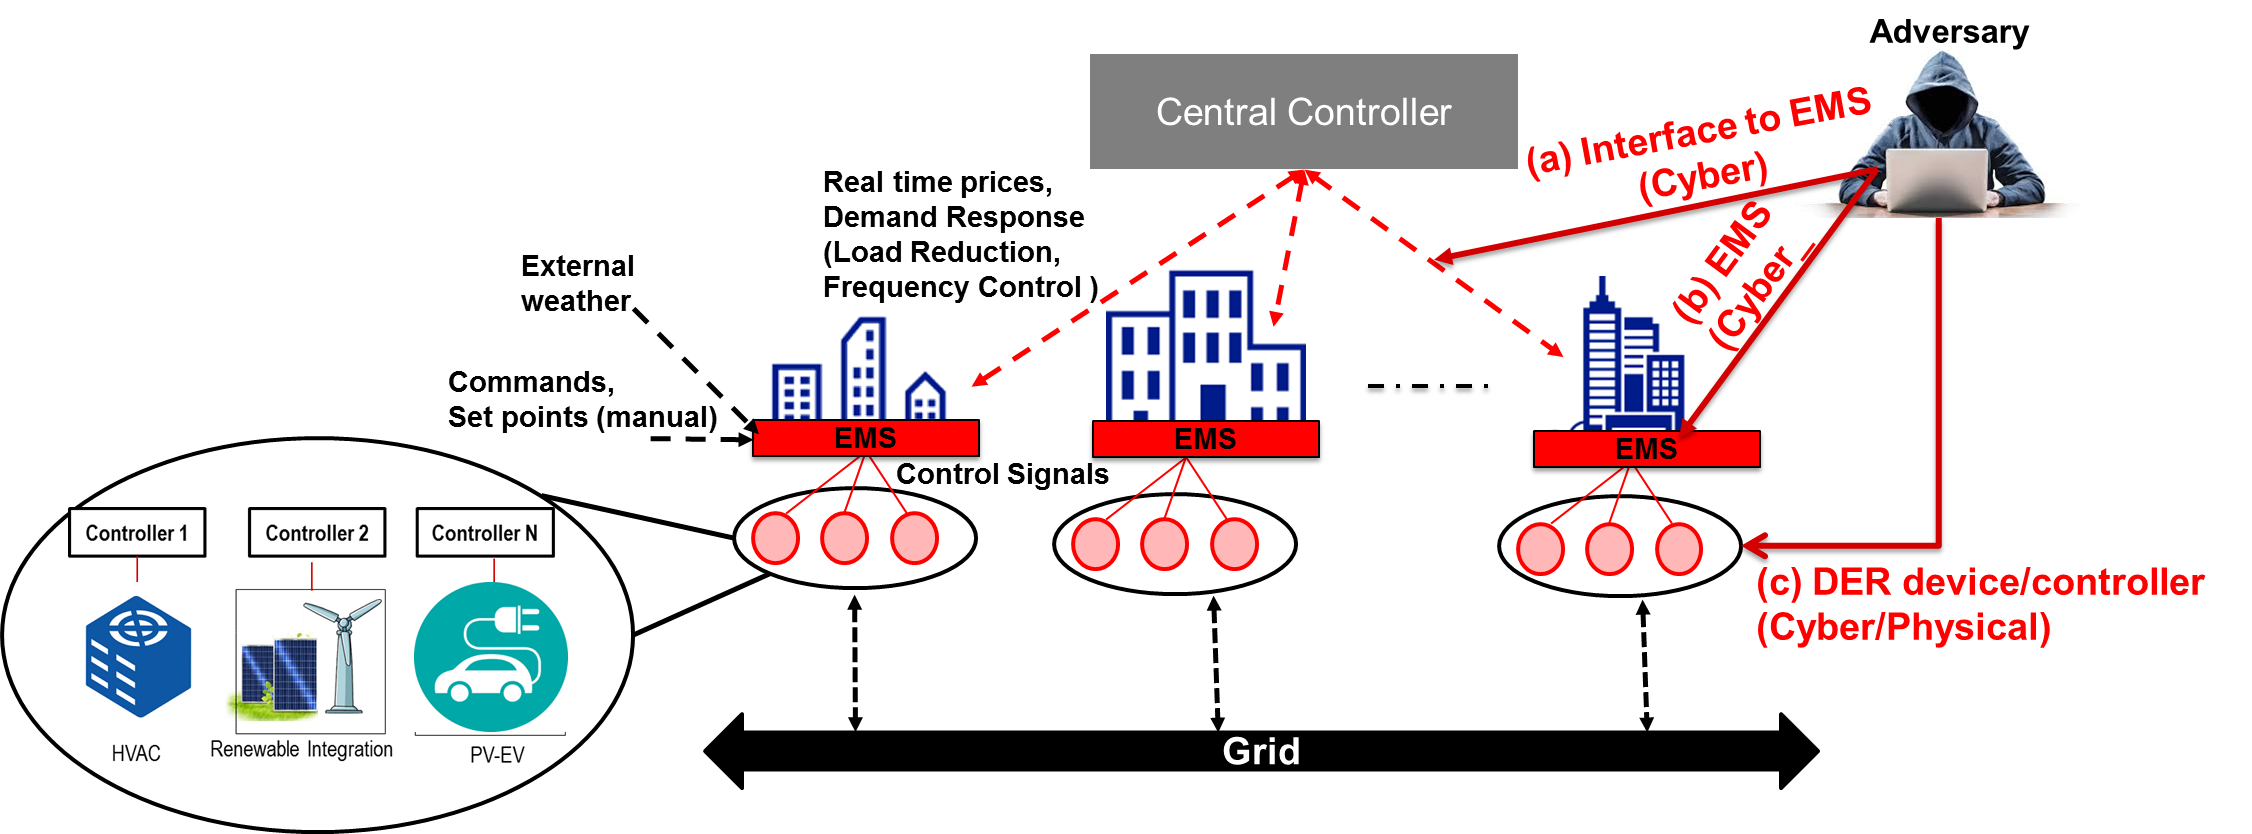 Adversary
Central Controller
(a) Interface to EMS
(Cyber)
Real time prices,
Demand Response
(Load Reduction,
Frequency Control )
(b) EMS
(Cyber_
External
weather
Commands,
Set points (manual)
EMS
EMS
EMS
Control Signals
Controller 1
Controller 2
Controller N
(c) DER device/controller
(Cyber/Physical)
HVAC
Renewable Integration
PV-EV
Grid